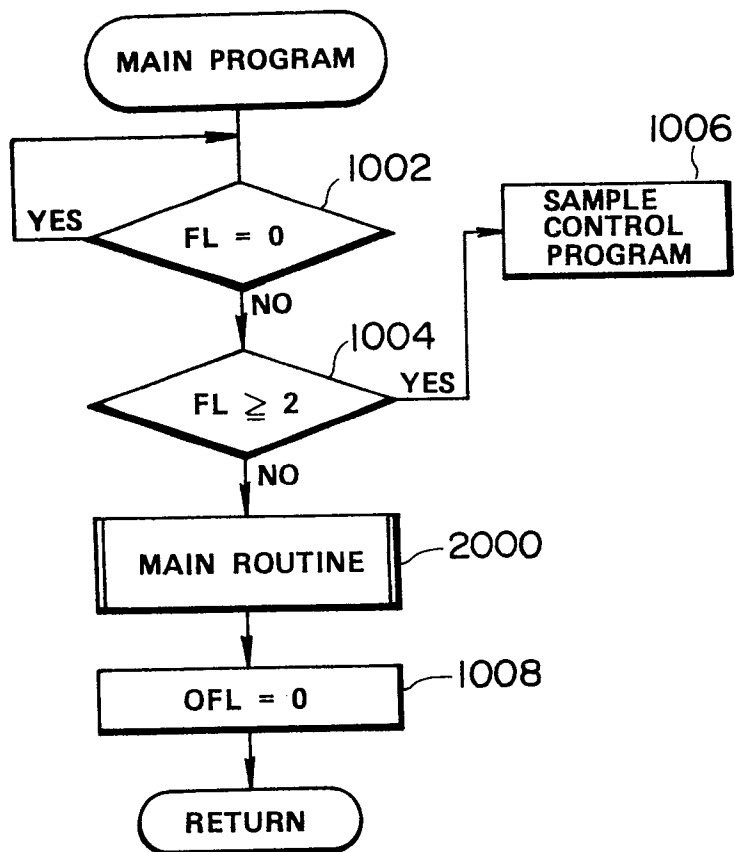 MAIN PROGRAM
1002
YES
FL = 0
NO
1006
SAMPLE
CONTROL
PROGRAM
1004
YES
FL ≧ 2
NO
MAIN ROUTINE
2000
OFL = 0
1008
RETURN